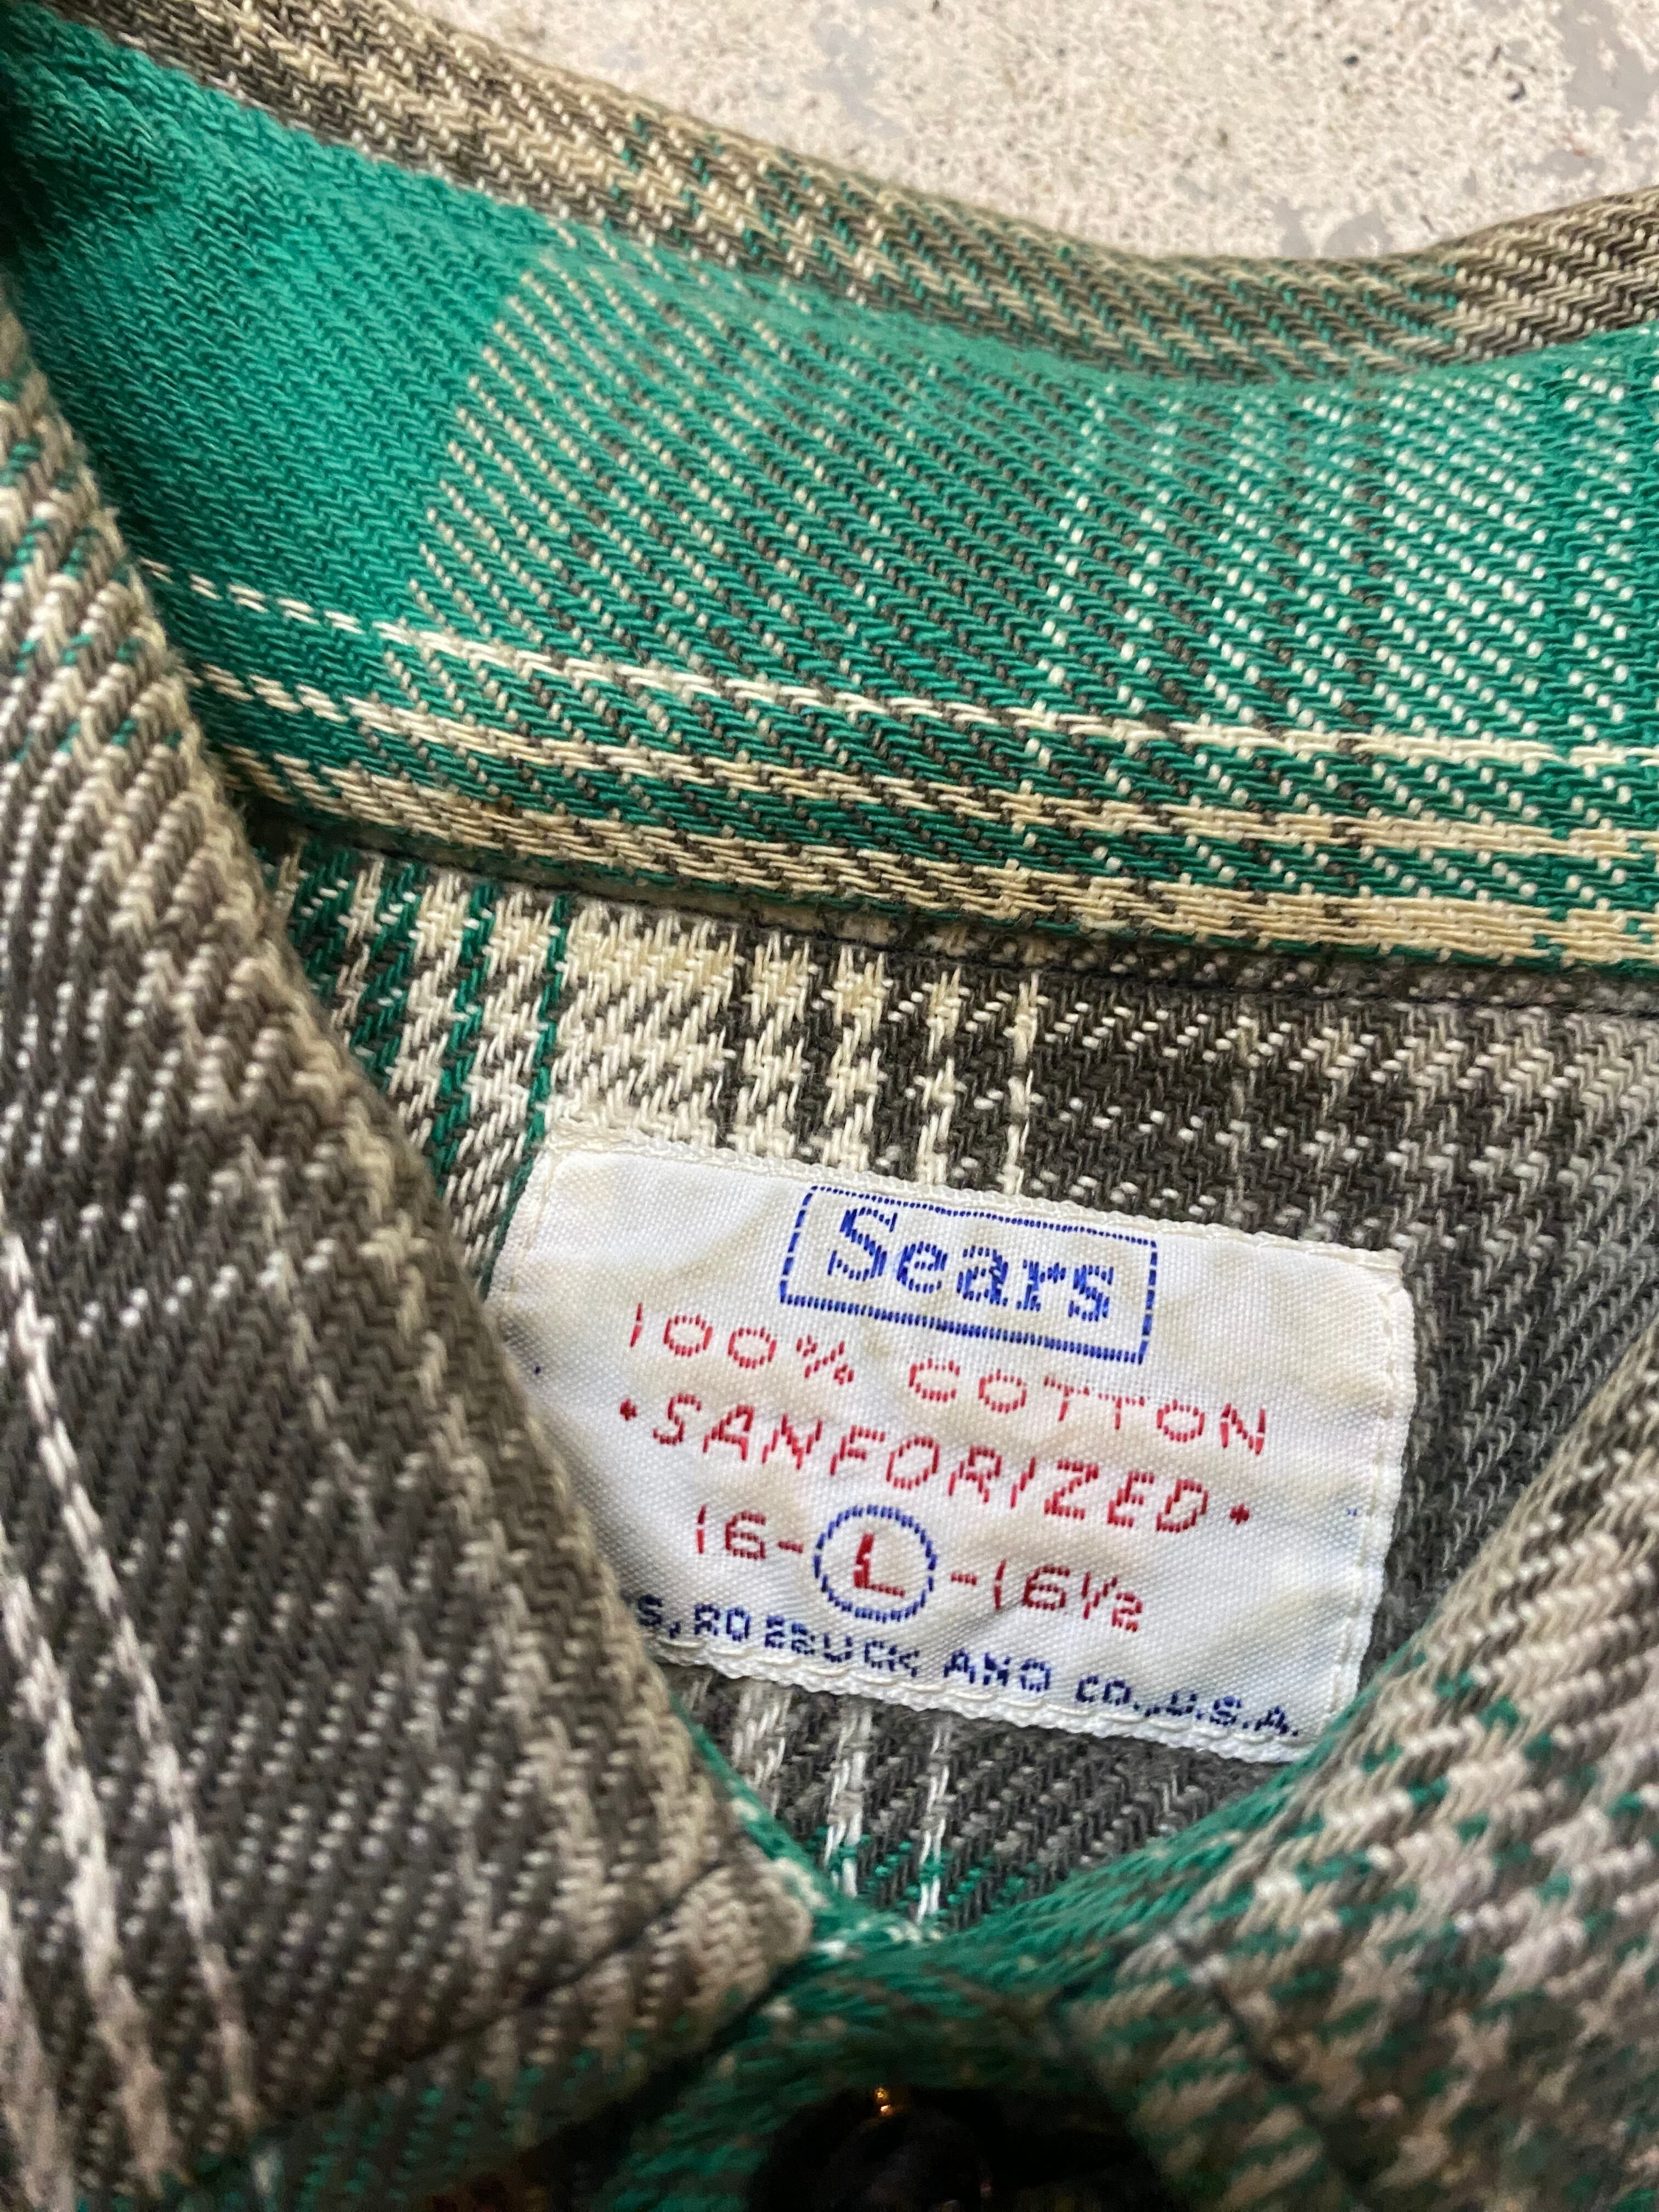 Sears
100% COTTON
•SANFORIZED•
16-L-16½
S, ROEBUCK AND CO., U.S.A.